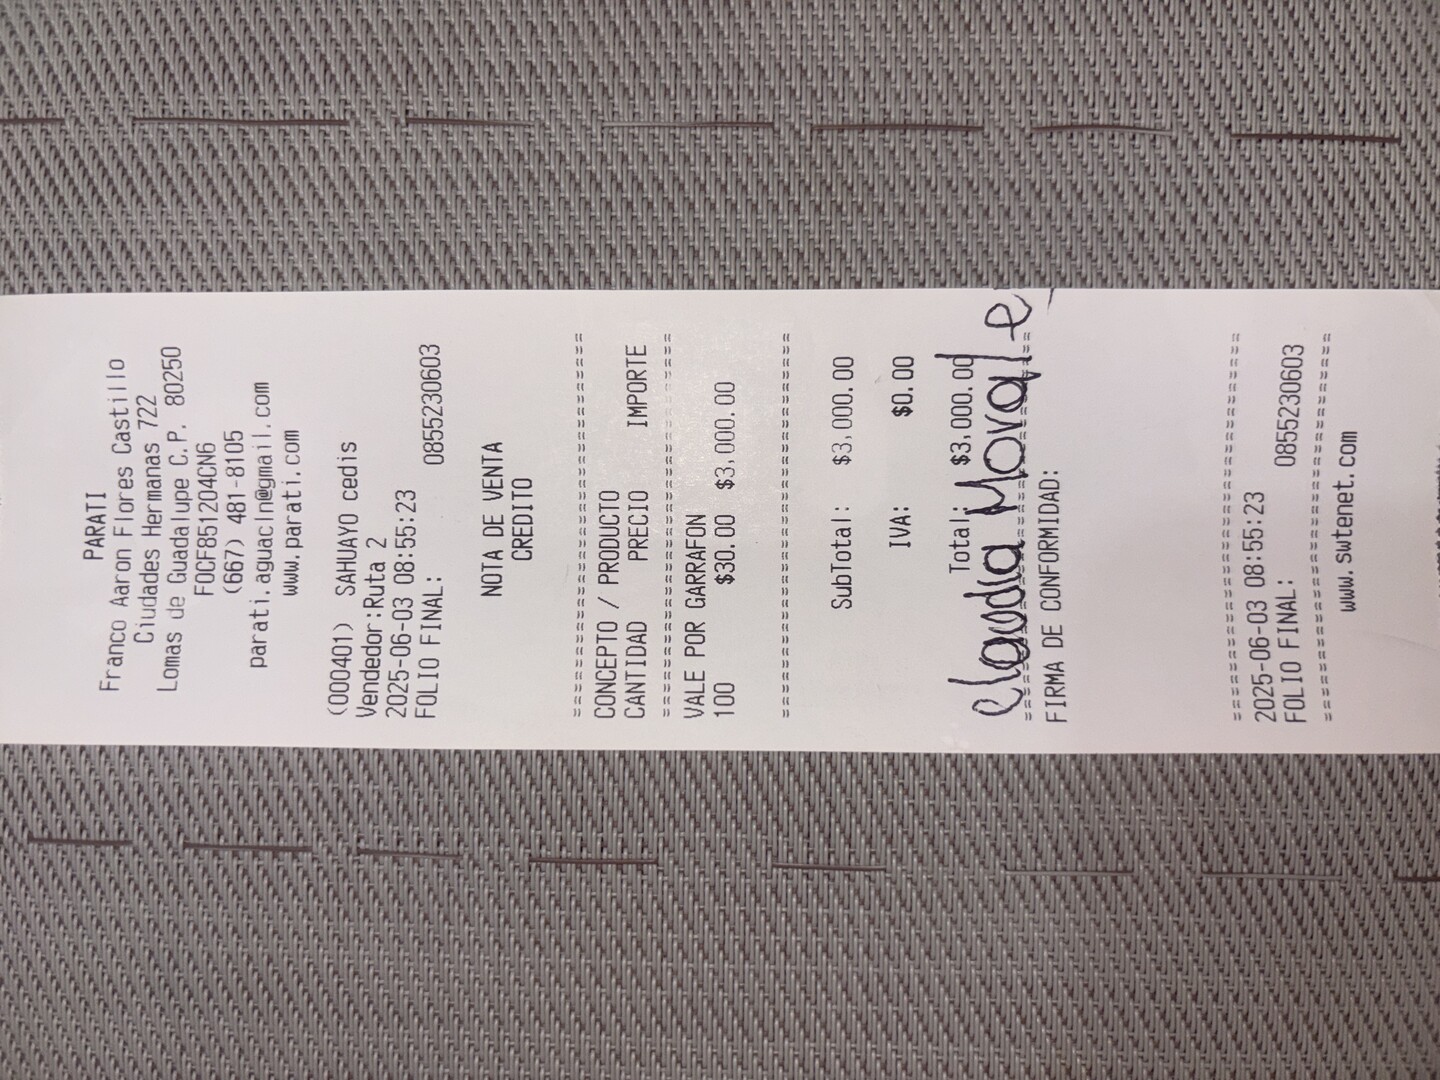 PARATI
Franco Aaron Flores Castillo
Ciudades Hermanas 722
Lomas de Guadalupe C.P. 80250
FOCF851204CN6
(667) 481-8105
parati.aguacln@gmail.com
www.parati.com
(000401) SAHUAYO cedis
Vendedor:Ruta 2
2025-06-03 08:55:23
FOLIO FINAL: 0855230603
NOTA DE VENTA
CREDITO
==============================
CONCEPTO / PRODUCTO
CANTIDAD PRECIO IMPORTE
==============================
VALE POR GARRAFON
100 $30.00 $3,000.00
==============================
SubTotal: $3,000.00
IVA: $0.00
Total: $3,000.00
Claudia Morales
==============================
FIRMA DE CONFORMIDAD:
==============================
2025-06-03 08:55:23
FOLIO FINAL: 0855230603
==============================
www.swtenet.com